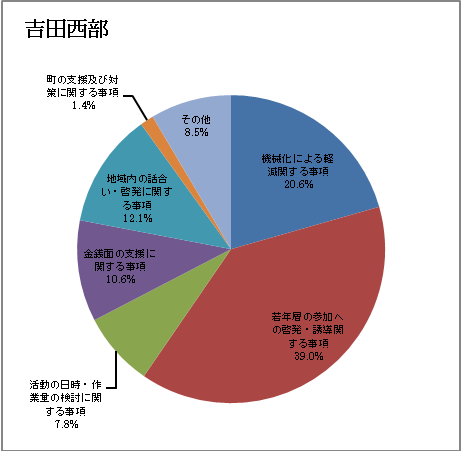 吉田西部
町の支援及び対
策に関する事項
1.4%
その他
8.5%
機械化による軽
減関する事項
20.6%
地域内の話合
い・啓発に関す
る事項
12.1%
金銭面の支援に
関する事項
10.6%
若年層の参加へ
の啓発・誘導関
する事項
39.0%
活動の日時・作
業量の検討に関
する事項
7.8%